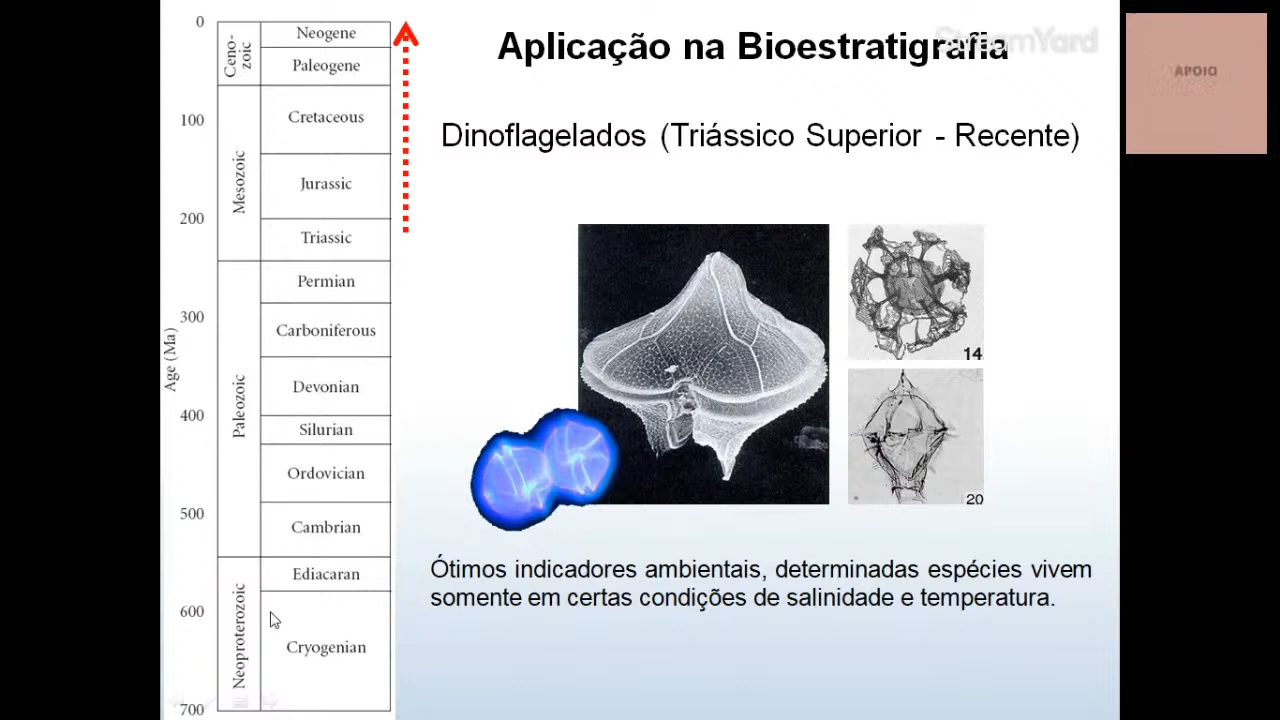 Aplicação na Bioestratigrafia
StreamYard
APOIO
Dinoflagelados (Triássico Superior - Recente)
Age (Ma)
0
100
200
300
400
500
600
700
Ceno-
zoic
Mesozoic
Paleozoic
Neoproterozoic
Neogene
Paleogene
Cretaceous
Jurassic
Triassic
Permian
Carboniferous
Devonian
Silurian
Ordovician
Cambrian
Ediacaran
Cryogenian
14
20
Ótimos indicadores ambientais, determinadas espécies vivem
somente em certas condições de salinidade e temperatura.